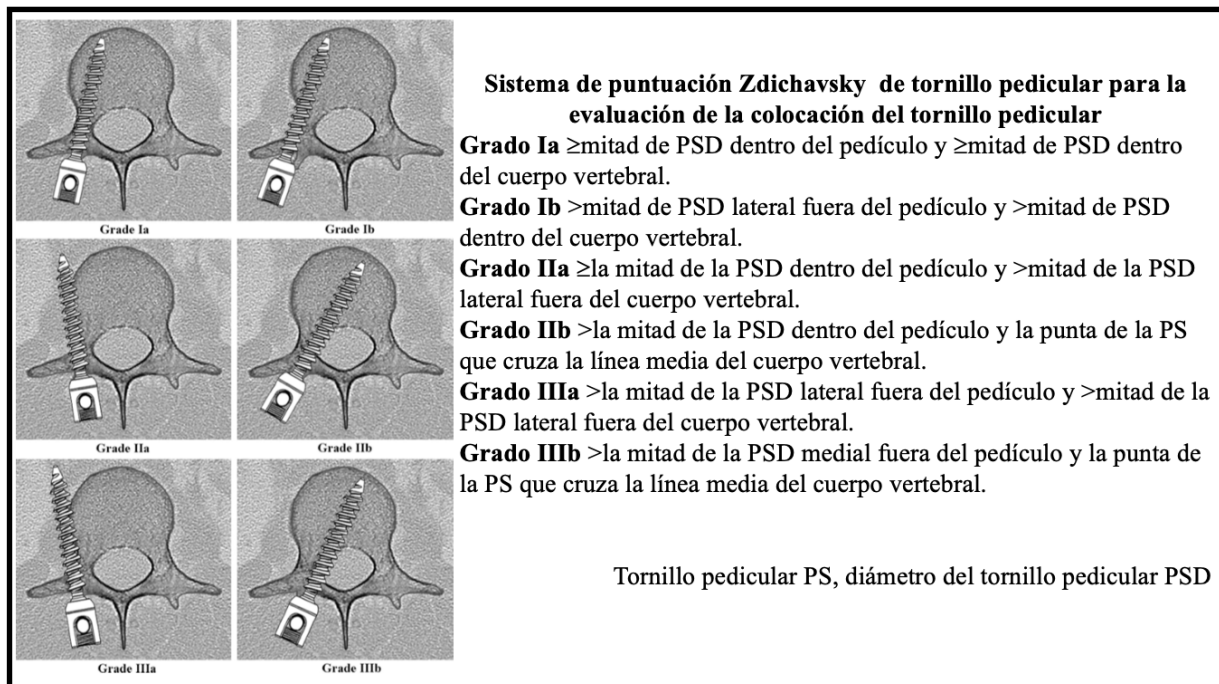 Grade Ia
Grade Ib
Grade IIa
Grade IIb
Grade IIIa
Grade IIIb
Sistema de puntuación Zdichavsky de tornillo pedicular para la
evaluación de la colocación del tornillo pedicular
Grado Ia ≥mitad de PSD dentro del pedículo y ≥mitad de PSD dentro
del cuerpo vertebral.
Grado Ib >mitad de PSD lateral fuera del pedículo y >mitad de PSD
dentro del cuerpo vertebral.
Grado IIa ≥la mitad de la PSD dentro del pedículo y >mitad de la PSD
lateral fuera del cuerpo vertebral.
Grado IIb >la mitad de la PSD dentro del pedículo y la punta de la PS
que cruza la línea media del cuerpo vertebral.
Grado IIIa >la mitad de la PSD lateral fuera del pedículo y >mitad de la
PSD lateral fuera del cuerpo vertebral.
Grado IIIb >la mitad de la PSD medial fuera del pedículo y la punta de
la PS que cruza la línea media del cuerpo vertebral.
Tornillo pedicular PS, diámetro del tornillo pedicular PSD